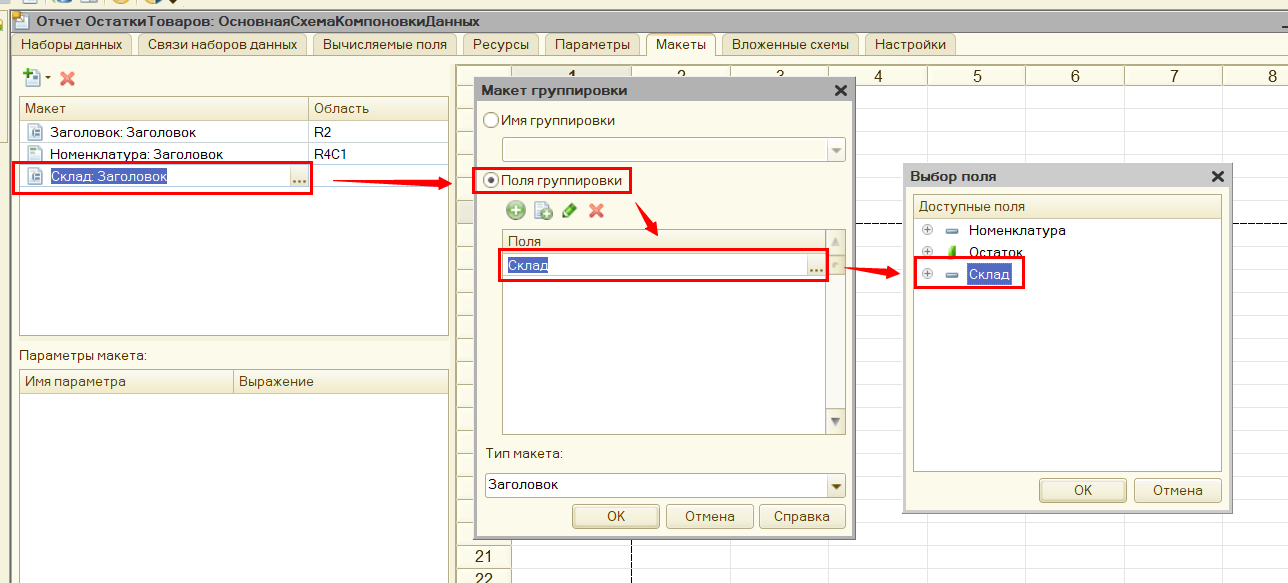 Отчет ОстаткиТоваров: ОсновнаяСхемаКомпоновкиДанных
Наборы данных Связи наборов данных Вычисляемые поля Ресурсы Параметры Макеты Вложенные схемы Настройки
Макет Область
Заголовок: Заголовок R2
Номенклатура: Заголовок R4C1
Склад: Заголовок ...
Параметры макета:
Имя параметра Выражение
1 2 3 4 5 6 7 8
21
22
Макет группировки
Имя группировки
Поля группировки
Поля
Склад ...
Тип макета:
Заголовок
ОК Отмена Справка
Выбор поля
Доступные поля
Номенклатура
Остаток
Склад
ОК Отмена